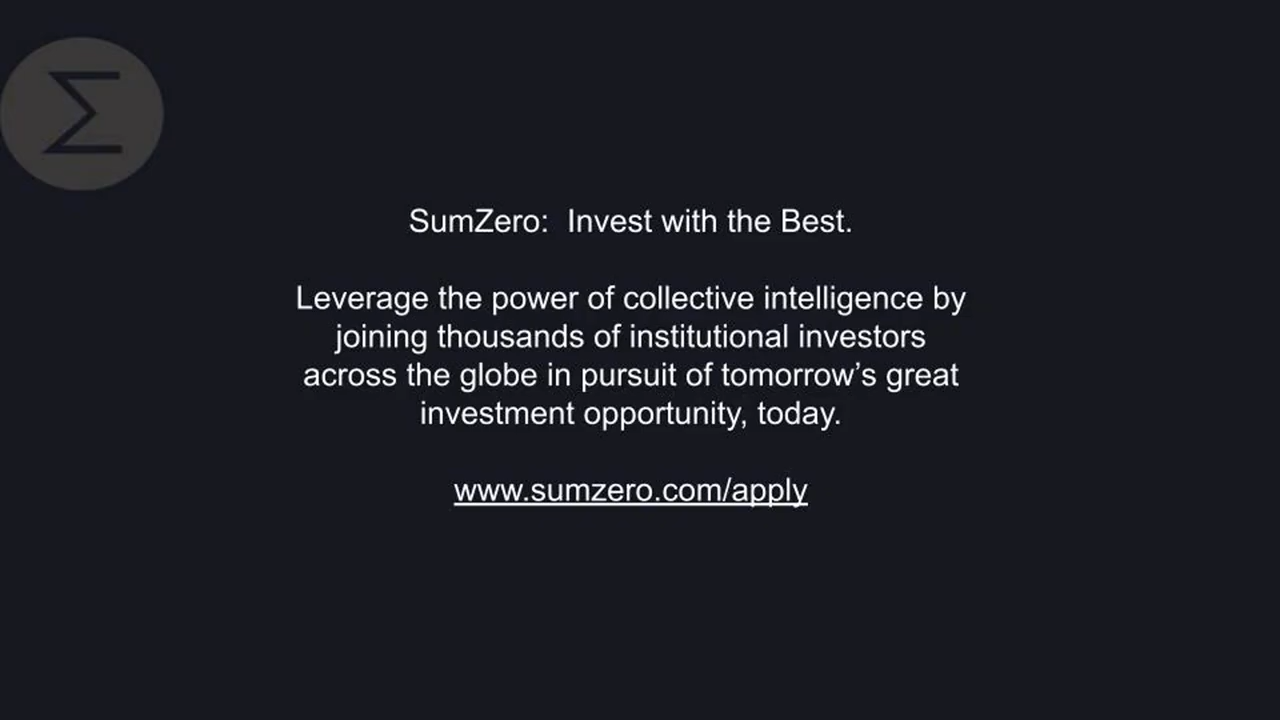 Σ
SumZero:  Invest with the Best.
Leverage the power of collective intelligence by
joining thousands of institutional investors
across the globe in pursuit of tomorrow’s great
investment opportunity, today.
www.sumzero.com/apply